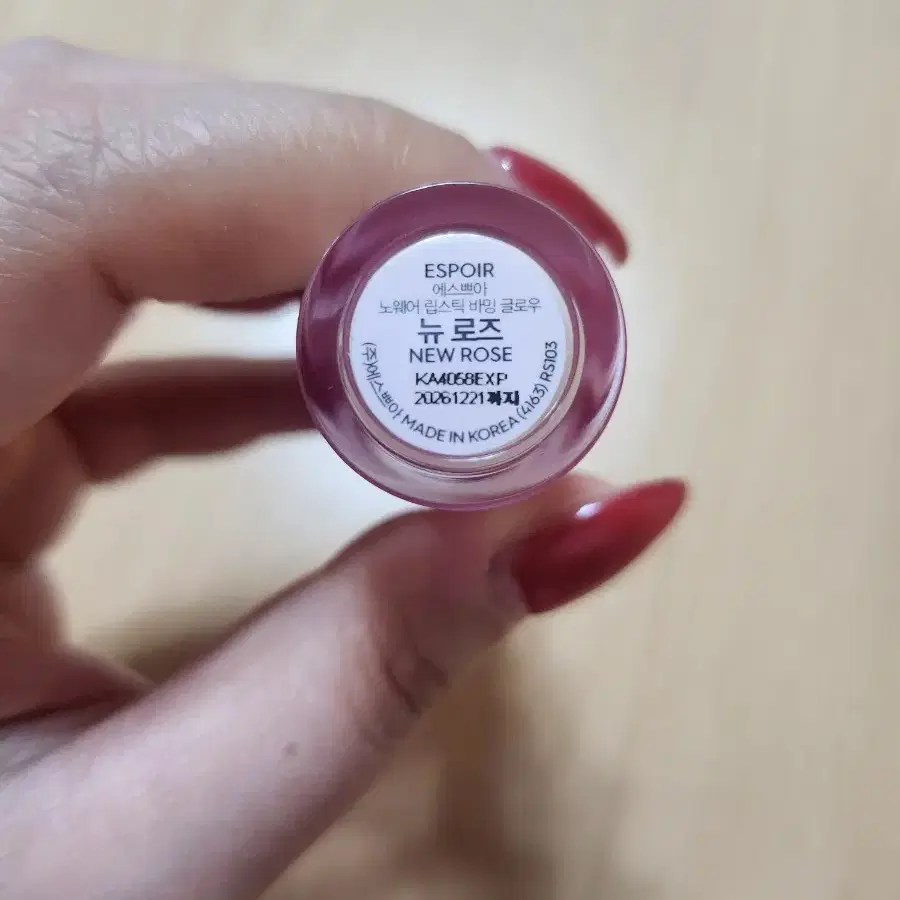 ESPOIR
에스쁘아
노웨어 립스틱 바밍 글로우
뉴 로즈
NEW ROSE
KA4058EXP
20261221까지
(주)에스쁘아 MADE IN KOREA (4163) RS103